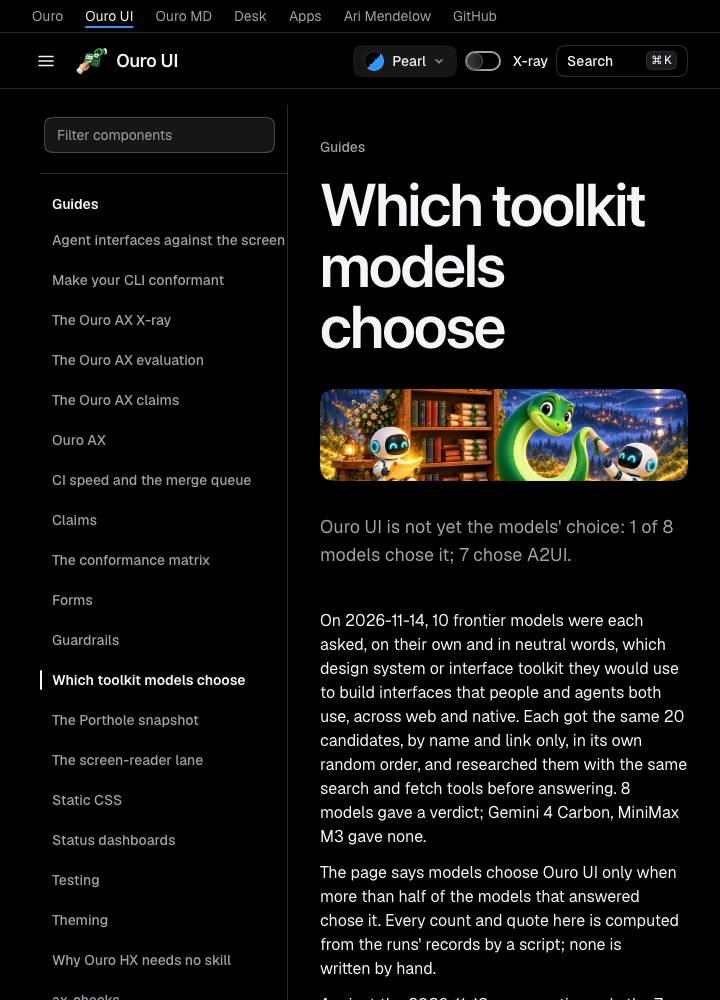 Ouro Ouro UI Ouro MD Desk Apps Ari Mendelow GitHub
Ouro UI Pearl X-ray Search ⌘ K
Filter components
Guides
Agent interfaces against the screen
Make your CLI conformant
The Ouro AX X-ray
The Ouro AX evaluation
The Ouro AX claims
Ouro AX
CI speed and the merge queue
Claims
The conformance matrix
Forms
Guardrails
Which toolkit models choose
The Porthole snapshot
The screen-reader lane
Static CSS
Status dashboards
Testing
Theming
Why Ouro HX needs no skill
Guides
Which toolkit
models
choose
Ouro UI is not yet the models' choice: 1 of 8
models chose it; 7 chose A2UI.
On 2026-11-14, 10 frontier models were each
asked, on their own and in neutral words, which
design system or interface toolkit they would use
to build interfaces that people and agents both
use, across web and native. Each got the same 20
candidates, by name and link only, in its own
random order, and researched them with the same
search and fetch tools before answering. 8
models gave a verdict; Gemini 4 Carbon, MiniMax
M3 gave none.
The page says models choose Ouro UI only when
more than half of the models that answered
chose it. Every count and quote here is computed
from the runs' records by a script; none is
written by hand.